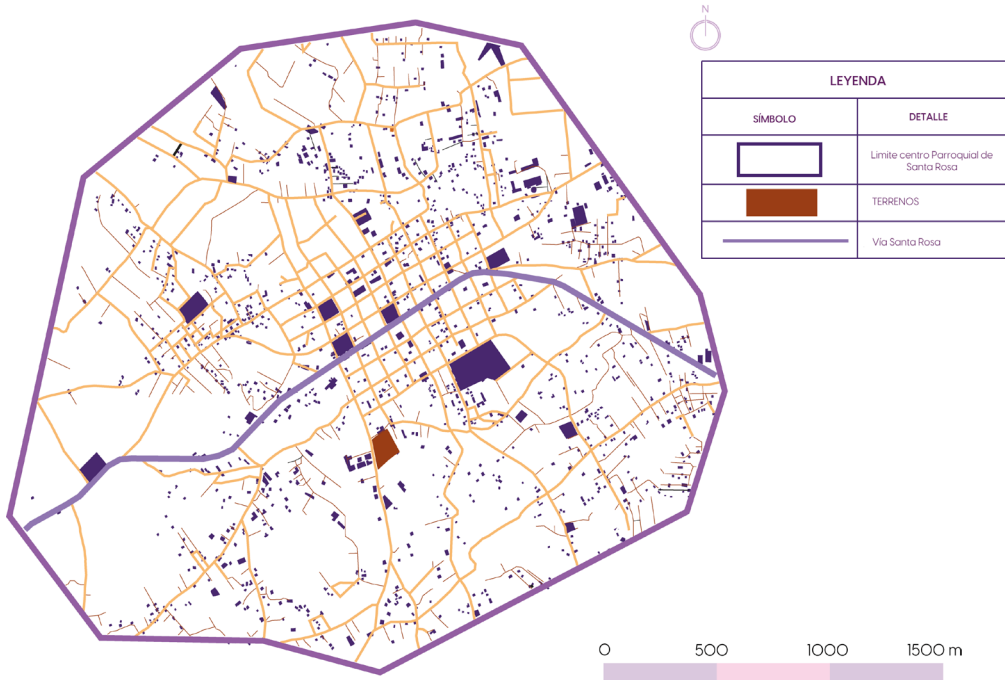 N
LEYENDA
SÍMBOLO DETALLE
Limite centro Parroquial de
Santa Rosa
TERRENOS
Vía Santa Rosa
0 500 1000 1500 m